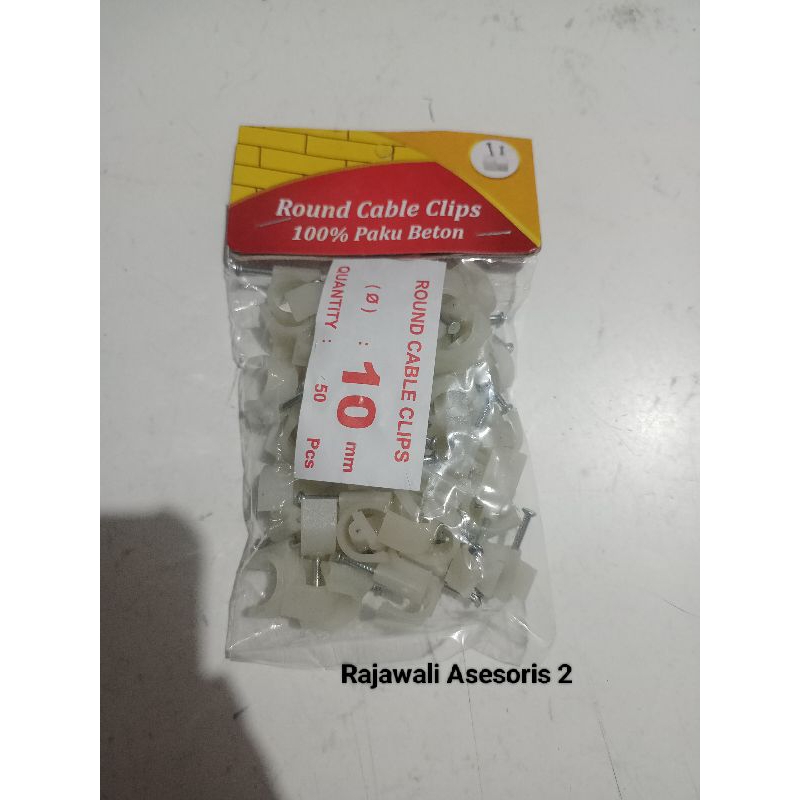 Round Cable Clips
100% Paku Beton
ROUND CABLE CLIPS
(Ø) : 10 mm
QUANTITY : 50 Pcs
Rajawali Asesoris 2